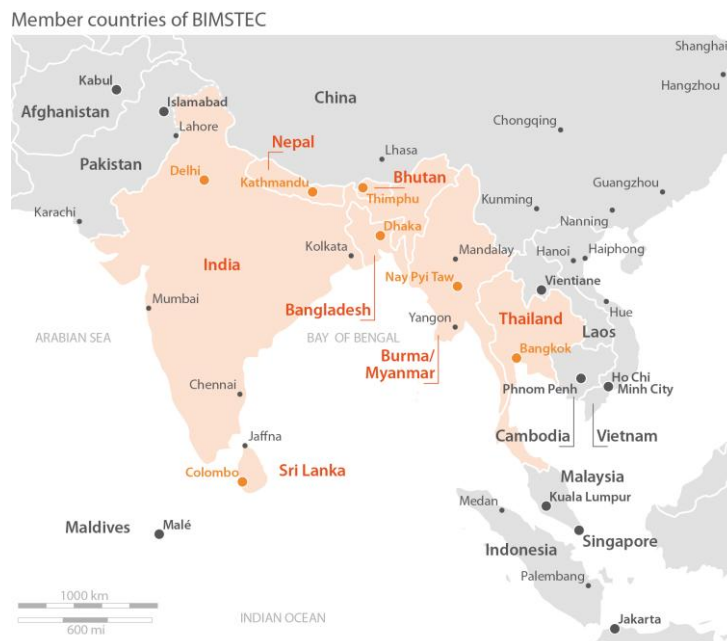 Member countries of BIMSTEC
Shanghai
Kabul
Hangzhou
Islamabad
China
Afghanistan
Chongqing
Lahore
Nepal
Lhasa
Pakistan
Delhi
Bhutan
Kathmandu
Thimphu
Guangzhou
Kunming
Karachi
Nanning
Dhaka
Kolkata
Mandalay
Hanoi
Haiphong
India
Nay Pyi Taw
Vientiane
Mumbai
Bangladesh
Hue
Yangon
Thailand
ARABIAN SEA
BAY OF BENGAL
Laos
Bangkok
Burma/
Myanmar
Chennai
Phnom Penh
Ho Chi
Minh City
Jaffna
Cambodia
Vietnam
Colombo
Sri Lanka
Malaysia
Medan
Kuala Lumpur
Maldives
Malé
Indonesia
Singapore
Palembang
1000 km
600 mi
INDIAN OCEAN
Jakarta